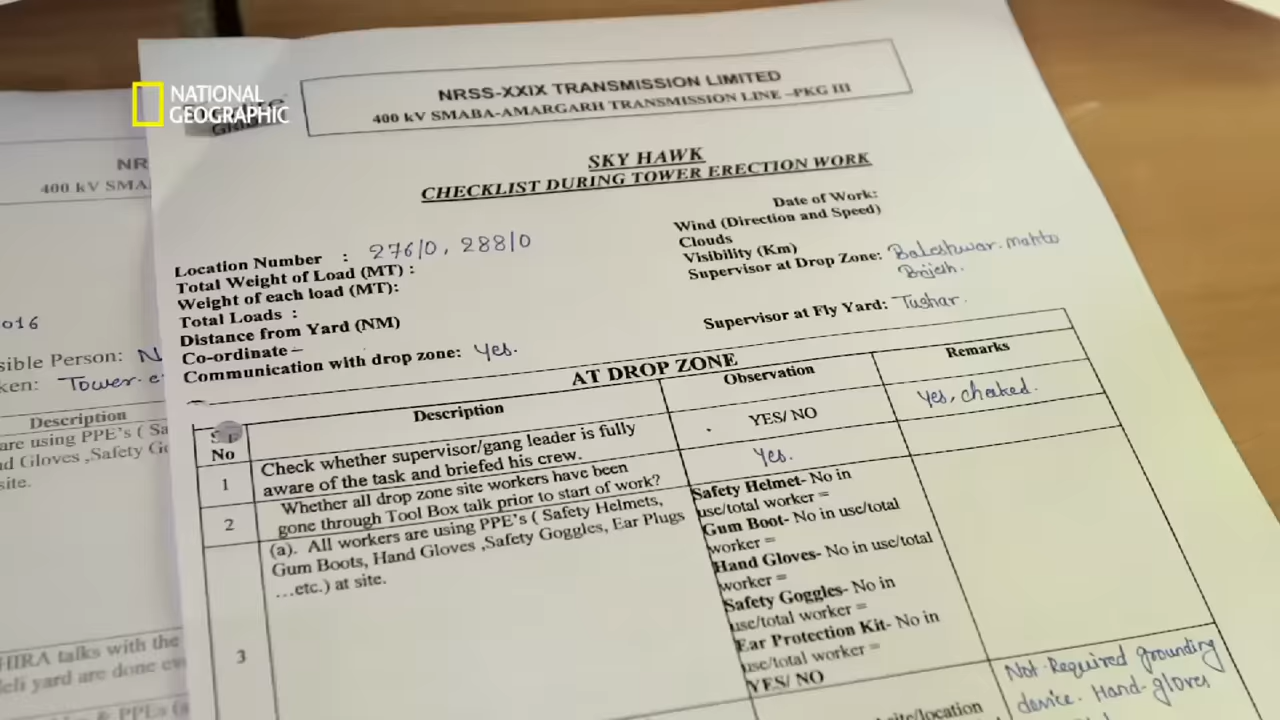 NATIONAL
GEOGRAPHIC
NRSS-XXIX TRANSMISSION LIMITED
400 kV SMABA-AMARGARH TRANSMISSION LINE –PKG III
SKY HAWK
CHECKLIST DURING TOWER ERECTION WORK
Date of Work:
Wind (Direction and Speed)
Clouds
Visibility (Km)
Supervisor at Drop Zone: Baleshwar. mahto
Brijesh.
Supervisor at Fly Yard: Tushar.
Location Number : 276/0, 288/0
Total Weight of Load (MT) :
Weight of each load (MT):
Total Loads :
Distance from Yard (NM)
Co-ordinate –
Communication with drop zone: Yes.
AT DROP ZONE
No Description Observation Remarks
1 Check whether supervisor/gang leader is fully
aware of the task and briefed his crew. YES/ NO Yes, cheaked.
2 Whether all drop zone site workers have been
gone through Tool Box talk prior to start of work? Yes.
3 (a). All workers are using PPE's ( Safety Helmets,
Gum Boots, Hand Gloves ,Safety Goggles, Ear Plugs
…etc.) at site.
Safety Helmet- No in
use/total worker =
Gum Boot- No in use/total
worker =
Hand Gloves- No in use/total
worker =
Safety Goggles- No in
use/total worker =
Ear Protection Kit- No in
use/total worker =
YES/ NO
site/location
Not Required grounding
device. Hand-gloves
NR
400 kV SMA
016
sible Person: N
ken: Tower e
Description
are using PPE's ( Sa
d Gloves ,Safety Go
site.
HIRA talks with the
eli yard are done ev